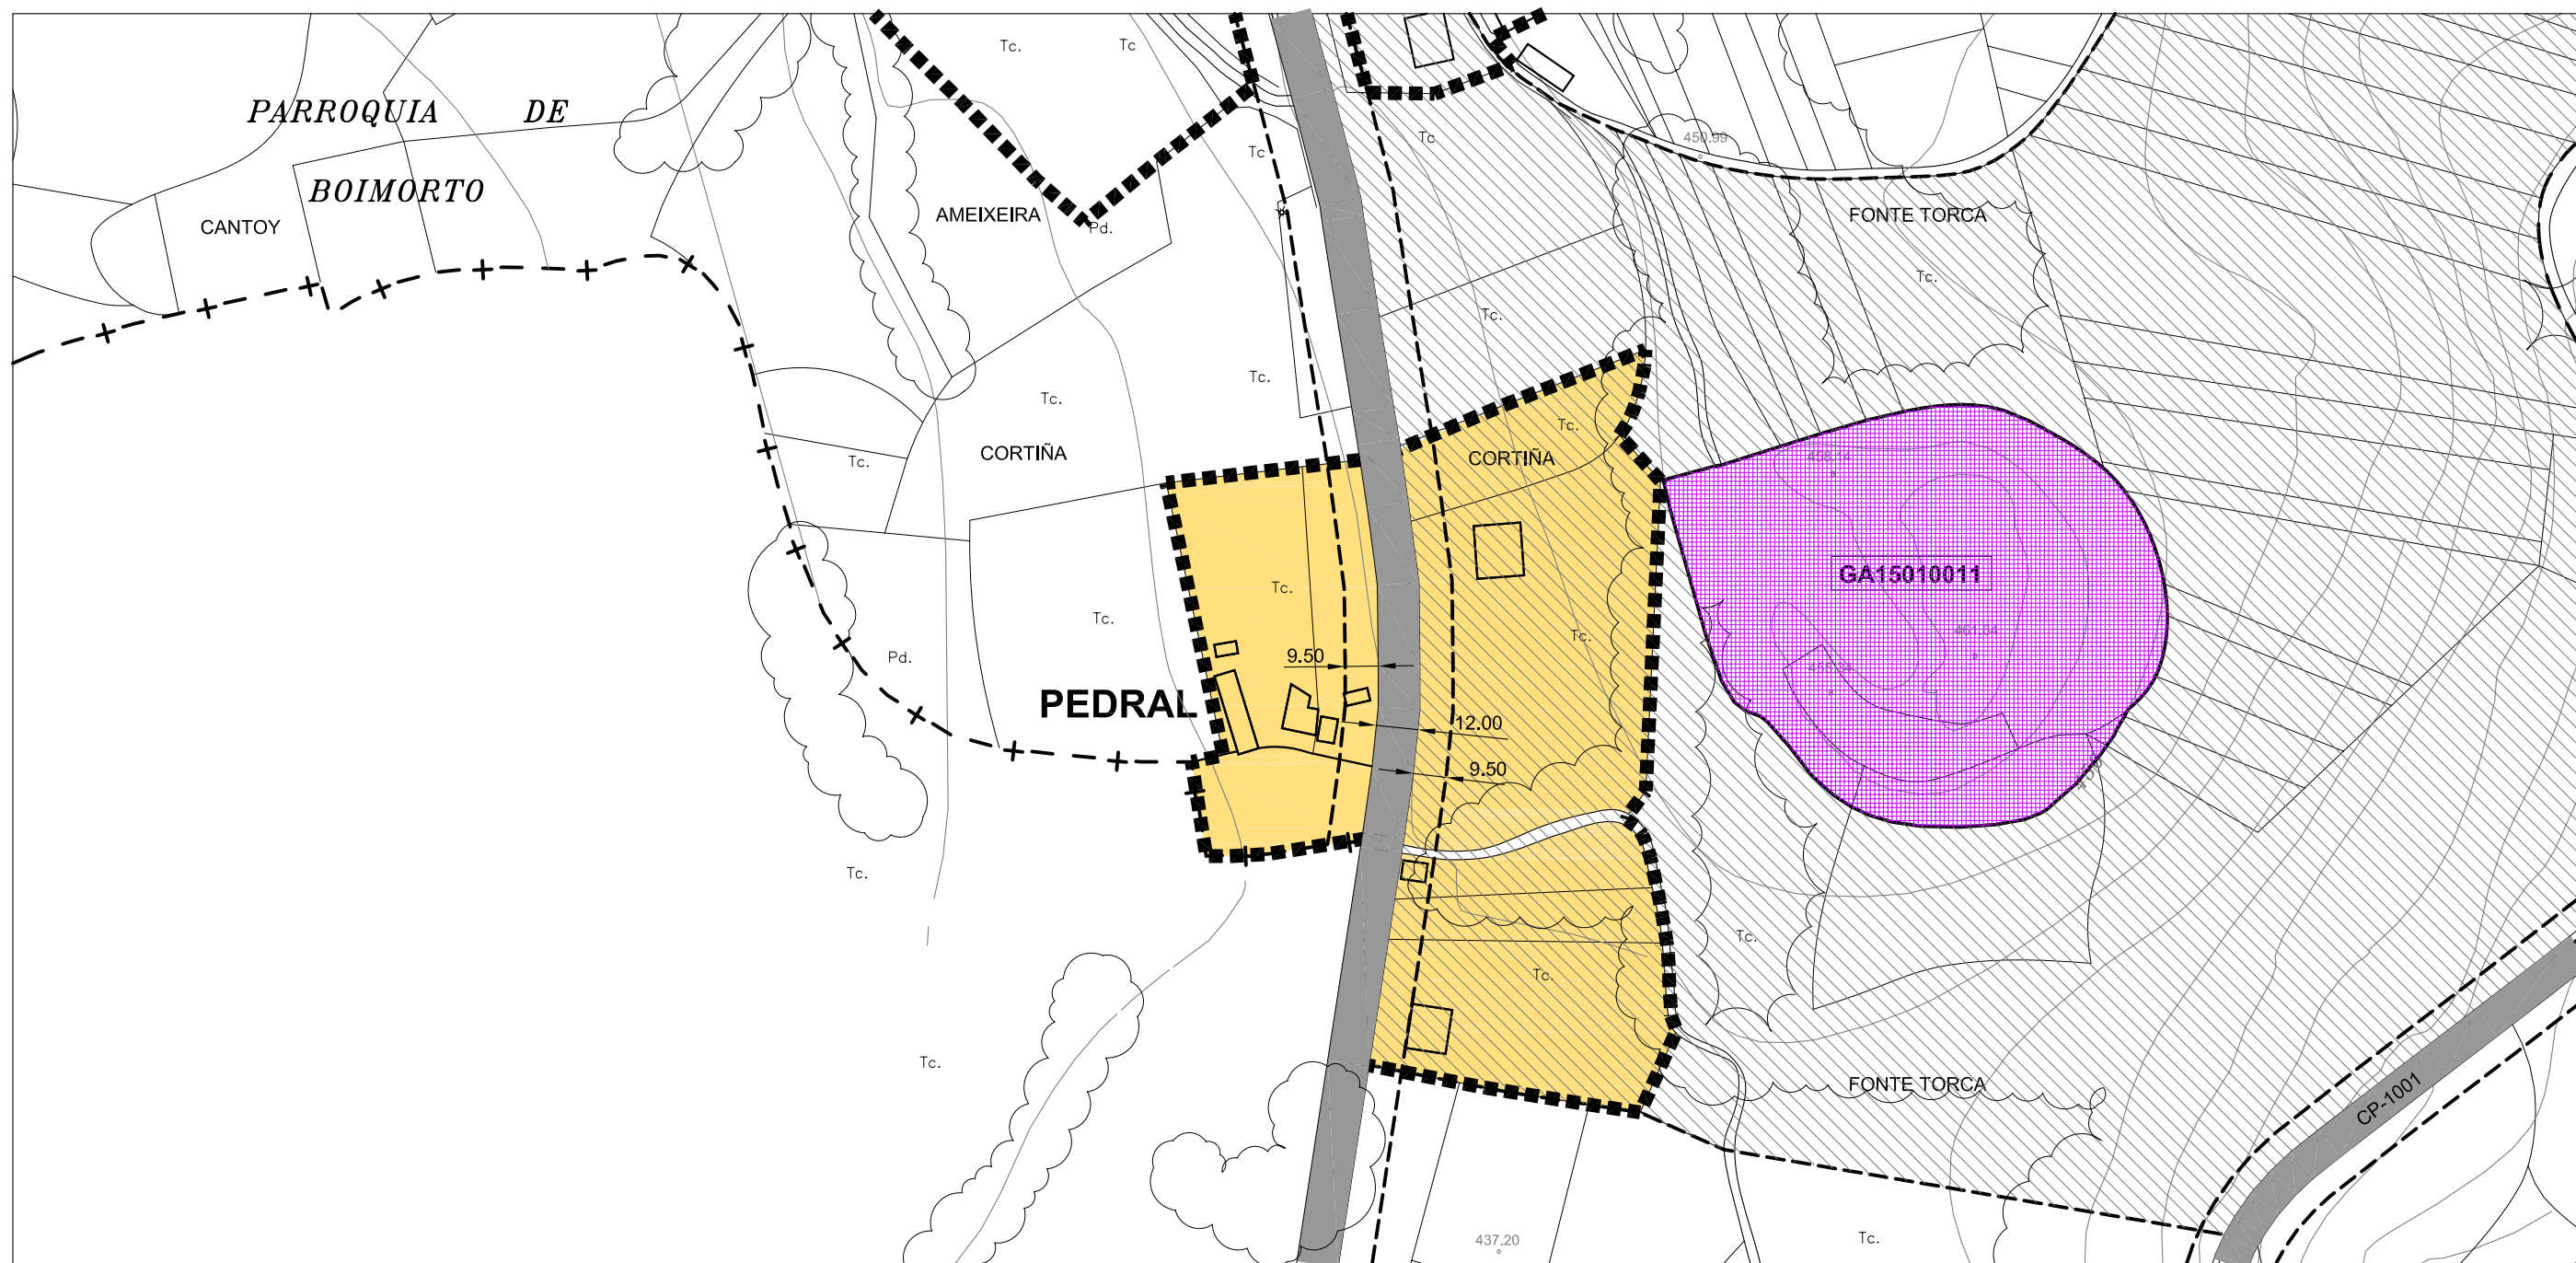 Tc.
Tc
PARROQUIA DE
450.99
Tc
Tc
BOIMORTO
CANTOY
AMEIXEIRA
Pd.
FONTE TORCA
Tc.
Tc.
Tc.
Tc.
Tc.
CORTIÑA
CORTIÑA
Tc.
GA15010011
Tc.
Tc.
Tc.
461.64
Pd.
9.50
PEDRAL
12.00
9.50
Tc.
Tc.
Tc.
Tc.
FONTE TORCA
CP-1001
437.20
Tc.